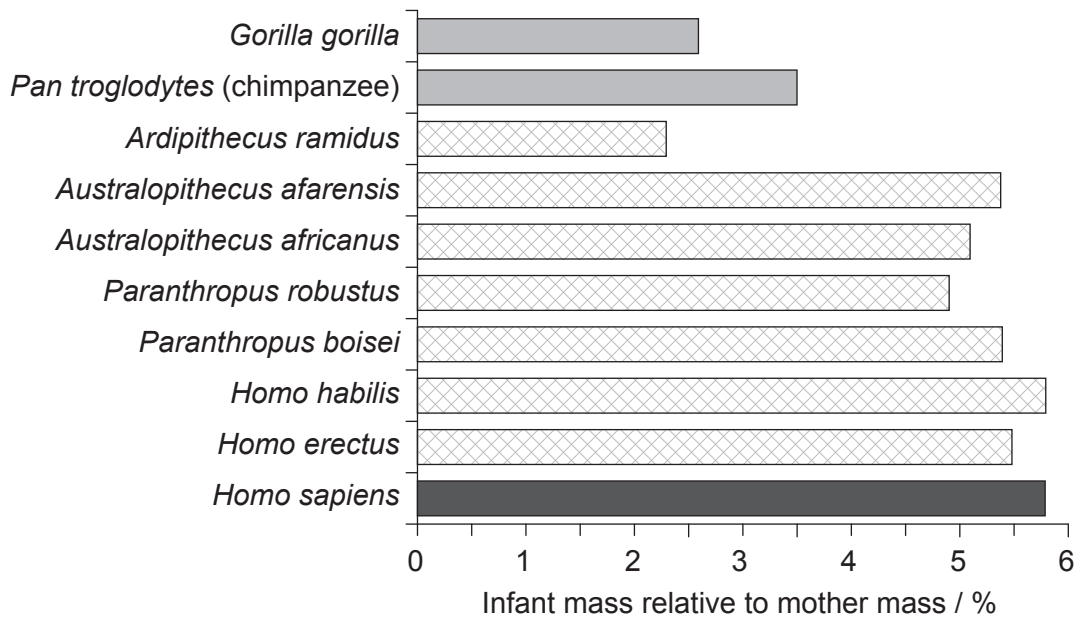 Gorilla gorilla
Pan troglodytes (chimpanzee)
Ardipithecus ramidus
Australopithecus afarensis
Australopithecus africanus
Paranthropus robustus
Paranthropus boisei
Homo habilis
Homo erectus
Homo sapiens
0 1 2 3 4 5 6
Infant mass relative to mother mass / %